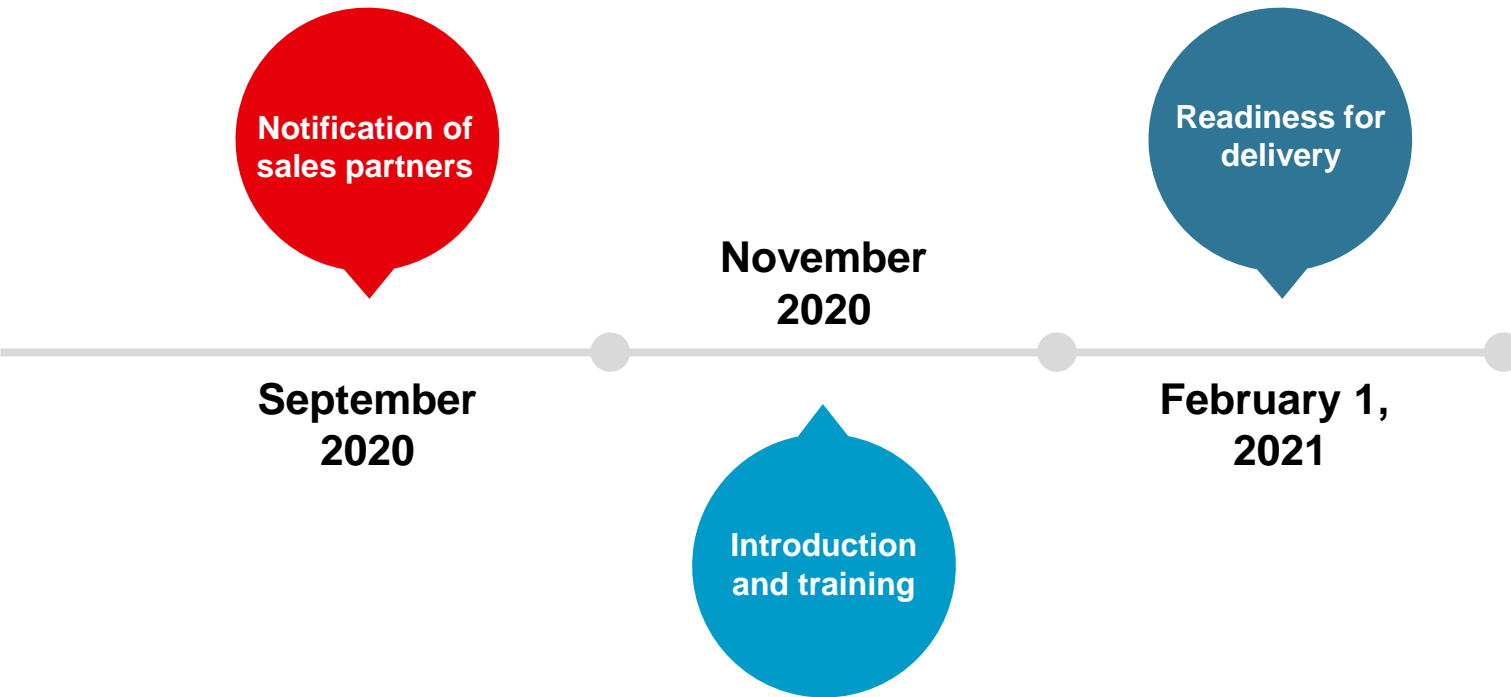 Notification of
sales partners
September
2020
November
2020
Introduction
and training
Readiness for
delivery
February 1,
2021